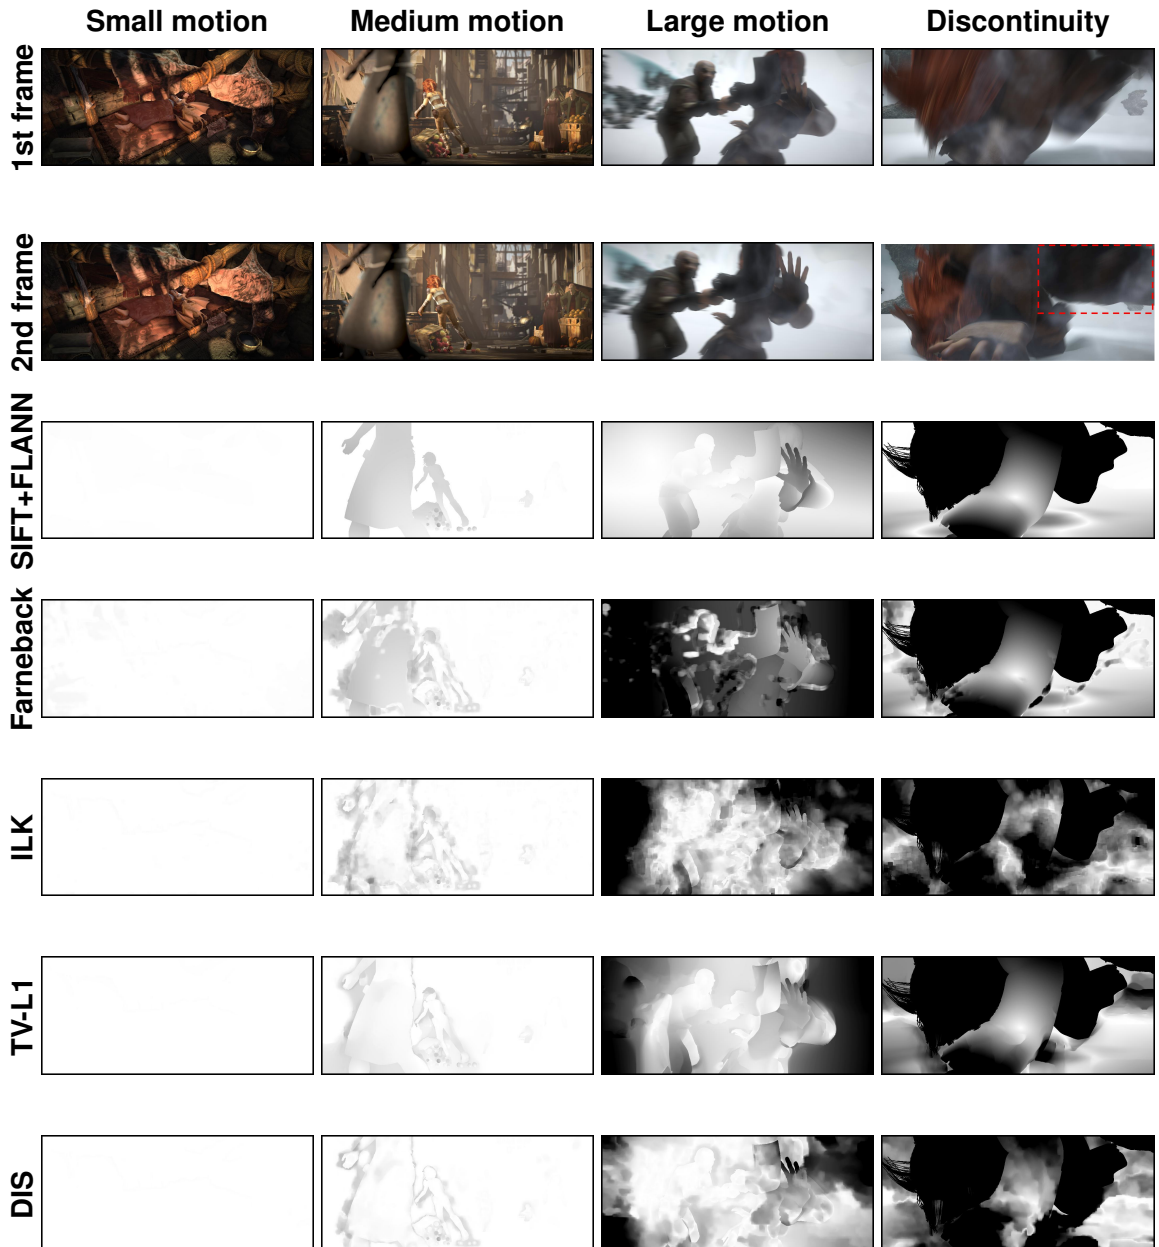 Small motion Medium motion Large motion Discontinuity
1st frame
2nd frame
SIFT+FLANN
Farneback
ILK
TV-L1
DIS